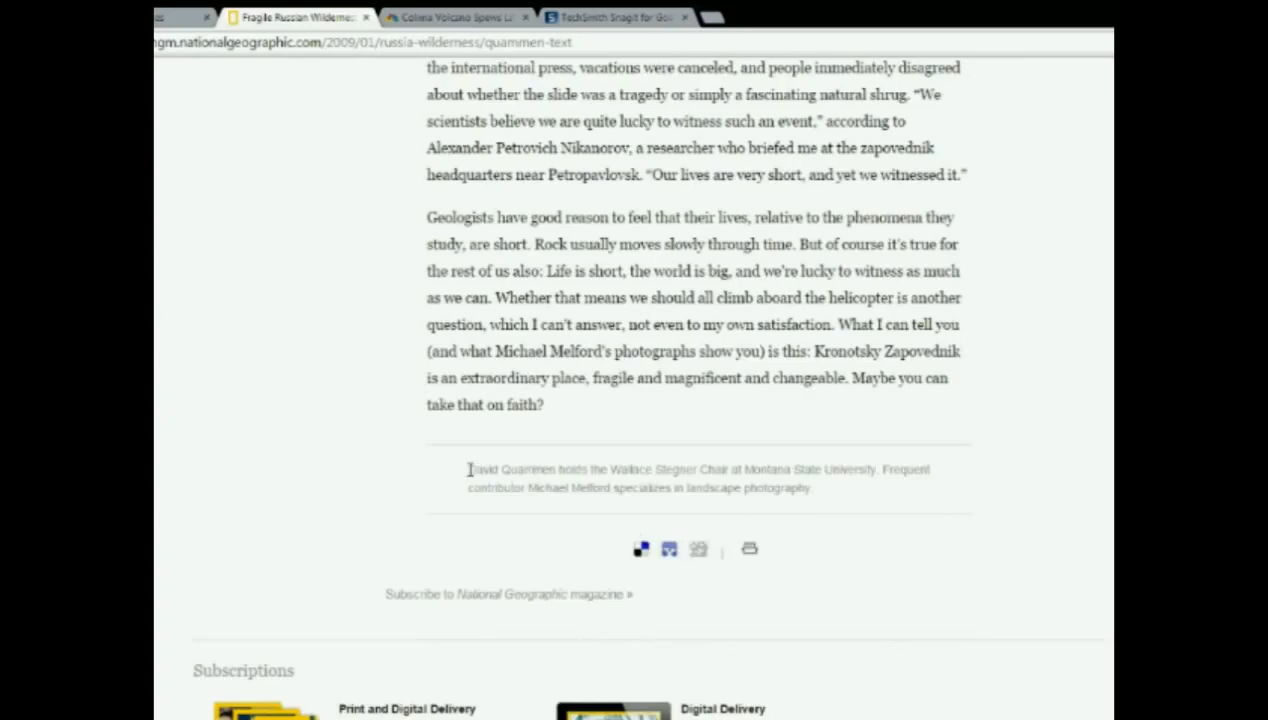 Fragile Russian Wilderness
Colima Volcano Spews La
TechSmith Snagit for Goo
ngm.nationalgeographic.com/2009/01/russia-wilderness/quammen-text
the international press, vacations were canceled, and people immediately disagreed
about whether the slide was a tragedy or simply a fascinating natural shrug. “We
scientists believe we are quite lucky to witness such an event,” according to
Alexander Petrovich Nikanorov, a researcher who briefed me at the zapovednik
headquarters near Petropavlovsk. “Our lives are very short, and yet we witnessed it.”
Geologists have good reason to feel that their lives, relative to the phenomena they
study, are short. Rock usually moves slowly through time. But of course it's true for
the rest of us also: Life is short, the world is big, and we're lucky to witness as much
as we can. Whether that means we should all climb aboard the helicopter is another
question, which I can't answer, not even to my own satisfaction. What I can tell you
(and what Michael Melford's photographs show you) is this: Kronotsky Zapovednik
is an extraordinary place, fragile and magnificent and changeable. Maybe you can
take that on faith?
David Quammen holds the Wallace Stegner Chair at Montana State University. Frequent
contributor Michael Melford specializes in landscape photography.
Subscribe to National Geographic magazine »
Subscriptions
Print and Digital Delivery
Digital Delivery